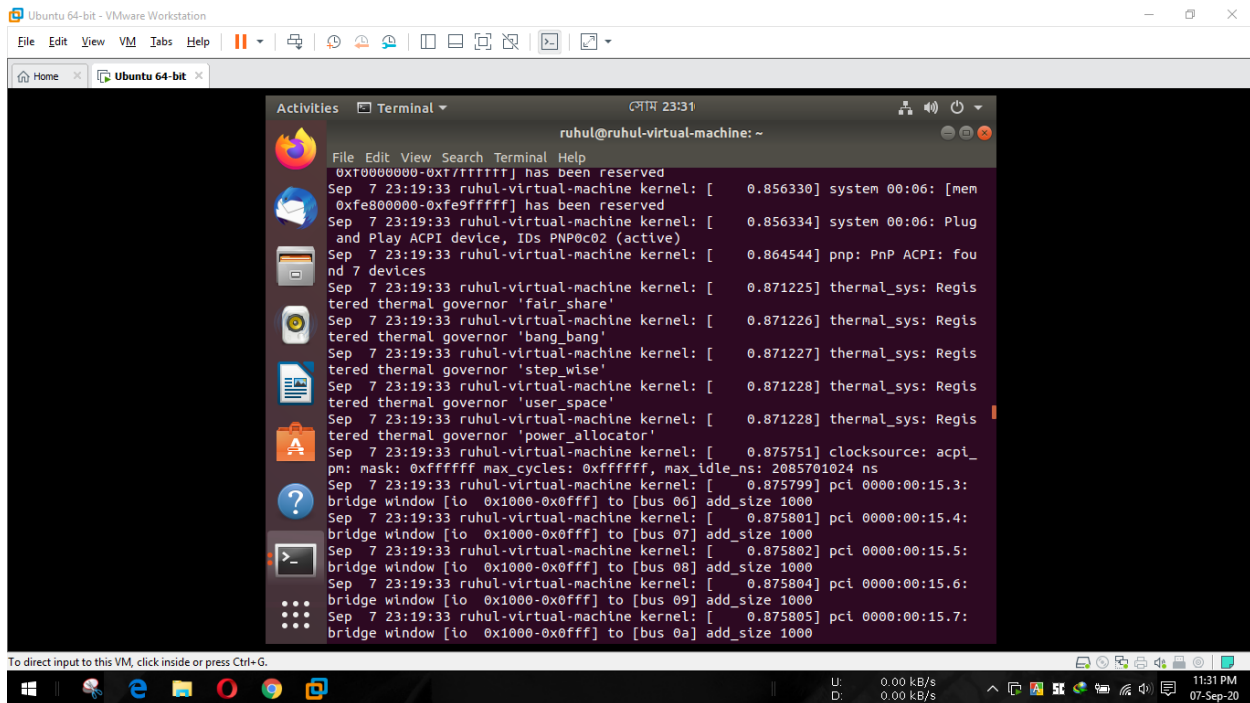 Ubuntu 64-bit - VMware Workstation
File Edit View VM Tabs Help
Home Ubuntu 64-bit
Activities Terminal সোম 23:31
ruhul@ruhul-virtual-machine: ~
File Edit View Search Terminal Help
0xf0000000-0xf7ffffff] has been reserved
Sep  7 23:19:33 ruhul-virtual-machine kernel: [    0.856330] system 00:06: [mem
 0xfe800000-0xfe9fffff] has been reserved
Sep  7 23:19:33 ruhul-virtual-machine kernel: [    0.856334] system 00:06: Plug
 and Play ACPI device, IDs PNP0c02 (active)
Sep  7 23:19:33 ruhul-virtual-machine kernel: [    0.864544] pnp: PnP ACPI: fou
nd 7 devices
Sep  7 23:19:33 ruhul-virtual-machine kernel: [    0.871225] thermal_sys: Regis
tered thermal governor 'fair_share'
Sep  7 23:19:33 ruhul-virtual-machine kernel: [    0.871226] thermal_sys: Regis
tered thermal governor 'bang_bang'
Sep  7 23:19:33 ruhul-virtual-machine kernel: [    0.871227] thermal_sys: Regis
tered thermal governor 'step_wise'
Sep  7 23:19:33 ruhul-virtual-machine kernel: [    0.871228] thermal_sys: Regis
tered thermal governor 'user_space'
Sep  7 23:19:33 ruhul-virtual-machine kernel: [    0.871228] thermal_sys: Regis
tered thermal governor 'power_allocator'
Sep  7 23:19:33 ruhul-virtual-machine kernel: [    0.875751] clocksource: acpi_
pm: mask: 0xffffff max_cycles: 0xffffff, max_idle_ns: 2085701024 ns
Sep  7 23:19:33 ruhul-virtual-machine kernel: [    0.875799] pci 0000:00:15.3:
bridge window [io  0x1000-0x0fff] to [bus 06] add_size 1000
Sep  7 23:19:33 ruhul-virtual-machine kernel: [    0.875801] pci 0000:00:15.4:
bridge window [io  0x1000-0x0fff] to [bus 07] add_size 1000
Sep  7 23:19:33 ruhul-virtual-machine kernel: [    0.875802] pci 0000:00:15.5:
bridge window [io  0x1000-0x0fff] to [bus 08] add_size 1000
Sep  7 23:19:33 ruhul-virtual-machine kernel: [    0.875804] pci 0000:00:15.6:
bridge window [io  0x1000-0x0fff] to [bus 09] add_size 1000
Sep  7 23:19:33 ruhul-virtual-machine kernel: [    0.875805] pci 0000:00:15.7:
bridge window [io  0x1000-0x0fff] to [bus 0a] add_size 1000
To direct input to this VM, click inside or press Ctrl+G.
U: 0.00 kB/s
D: 0.00 kB/s
11:31 PM
07-Sep-20